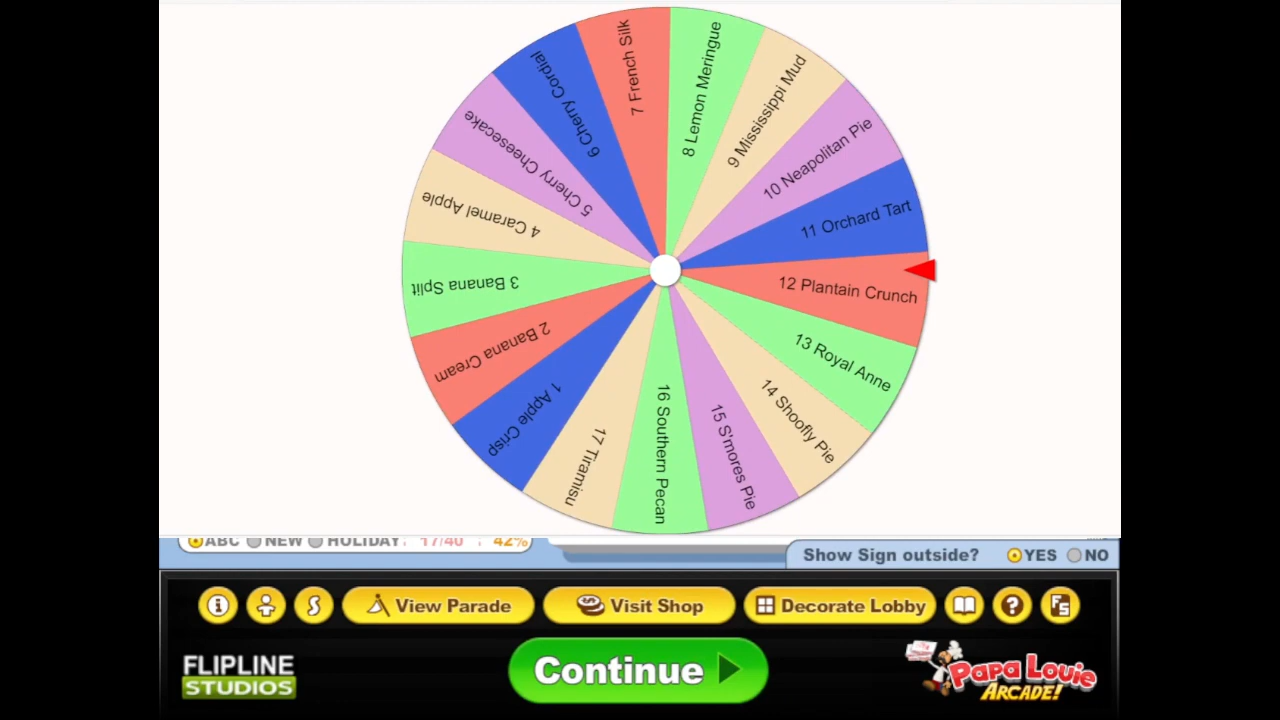 1 Apple Crisp
2 Banana Cream
3 Banana Split
4 Caramel Apple
5 Cherry Cheesecake
6 Cherry Cordial
7 French Silk
8 Lemon Meringue
9 Mississippi Mud
10 Neapolitan Pie
11 Orchard Tart
12 Plantain Crunch
13 Royal Anne
14 Shoofly Pie
15 S'mores Pie
16 Southern Pecan
17 Tiramisu
ABC NEW HOLIDAY 17/40 42%
Show Sign outside? YES NO
View Parade Visit Shop Decorate Lobby ? FS
FLIPLINE
STUDIOS
Continue
Papa Louie
ARCADE!